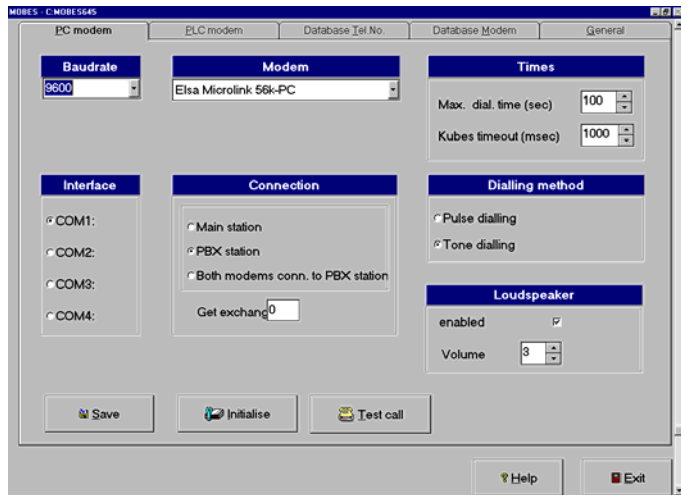 MOBES - C:MOBES645
PC modem
PLC modem
Database Tel.No.
Database Modem
General
Baudrate
9600
Modem
Elsa Microlink 56k-PC
Times
Max. dial. time (sec)
100
Kubes timeout (msec)
1000
Interface
COM1:
COM2:
COM3:
COM4:
Connection
Main station
PBX station
Both modems conn. to PBX station
Get exchang
0
Dialling method
Pulse dialling
Tone dialling
Loudspeaker
enabled
Volume
3
Save
Initialise
Test call
? Help
Exit